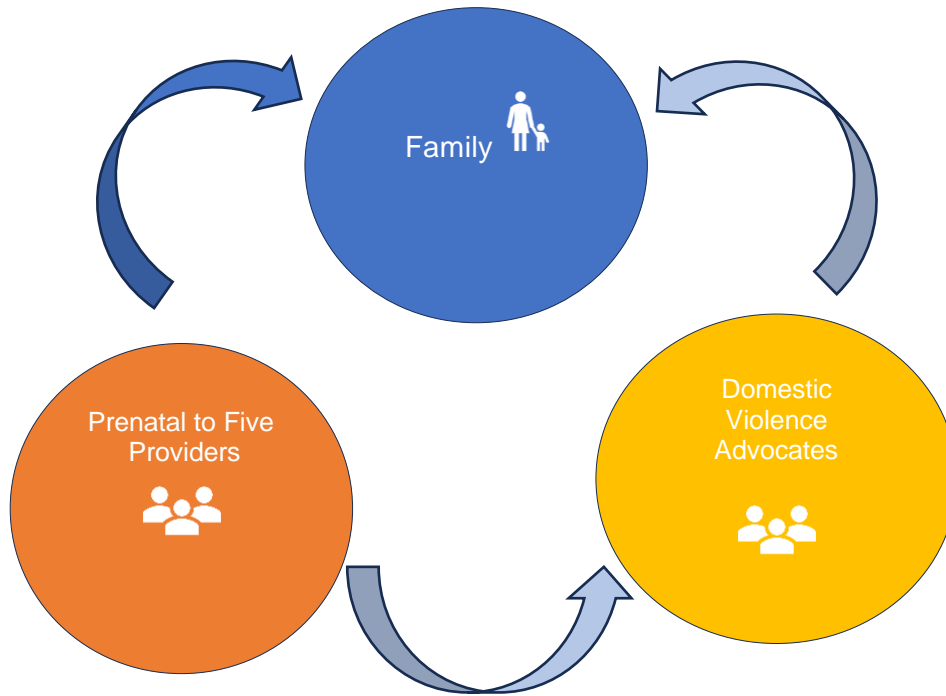 Family
Prenatal to Five
Providers
Domestic
Violence
Advocates